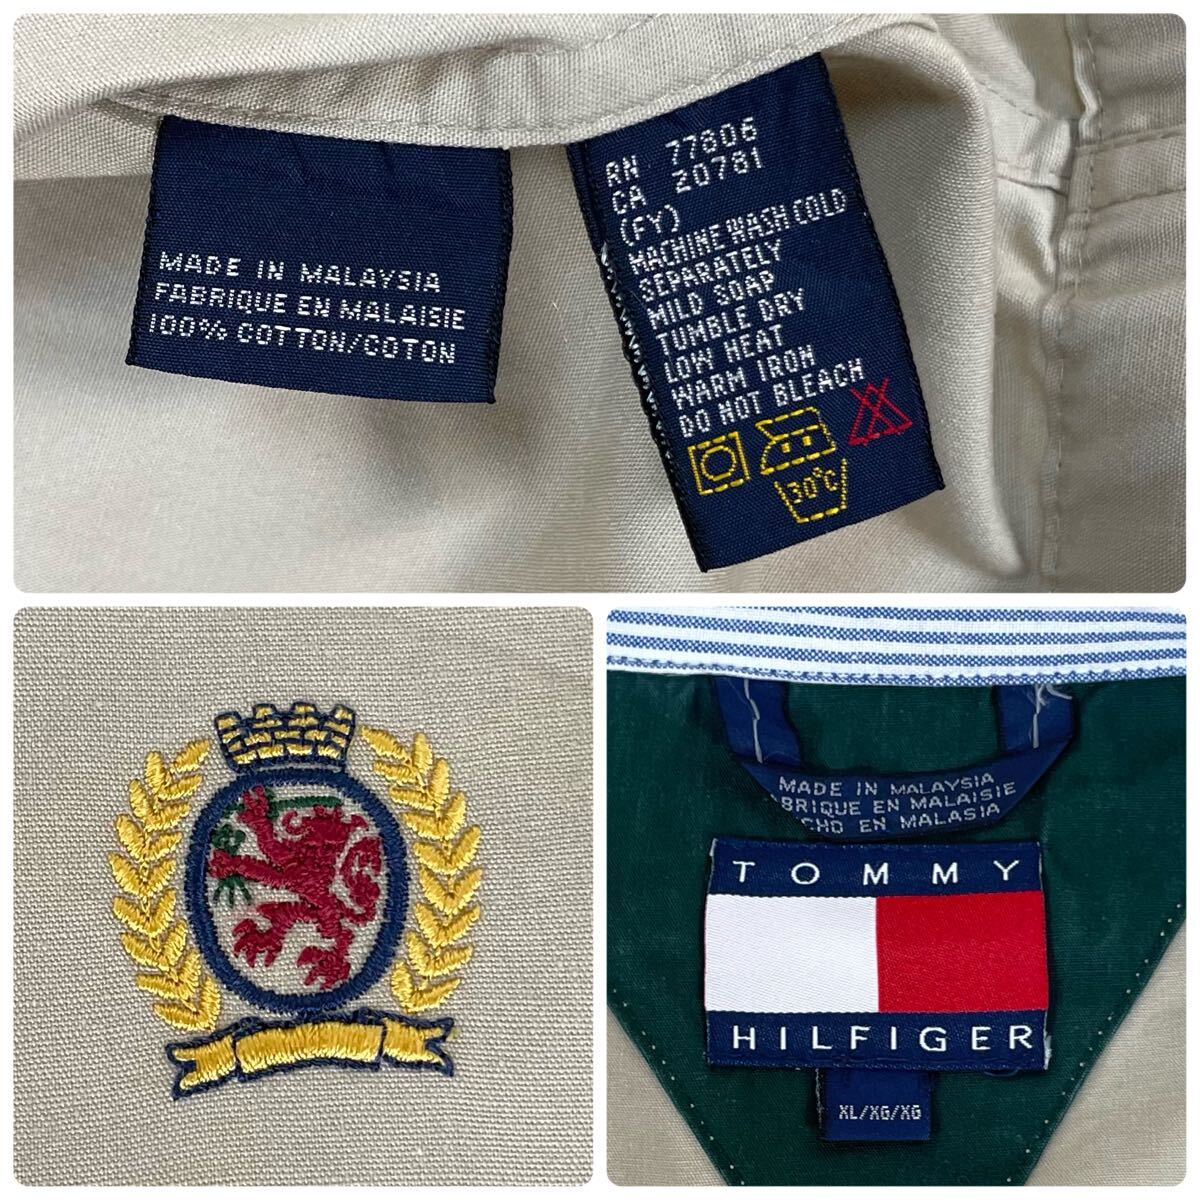 MADE IN MALAYSIA
FABRIQUE EN MALAISIE
100% COTTON/COTON
RN 77806
CA 20781
(FY)
MACHINE WASH COLD
SEPARATELY
MILD SOAP
TUMBLE DRY
LOW HEAT
WARM IRON
DO NOT BLEACH
30°C
MADE IN MALAYSIA
BRIQUE EN MALAISIE
CHO EN MALASIA
TOMMY
HILFIGER
XL/XG/XG